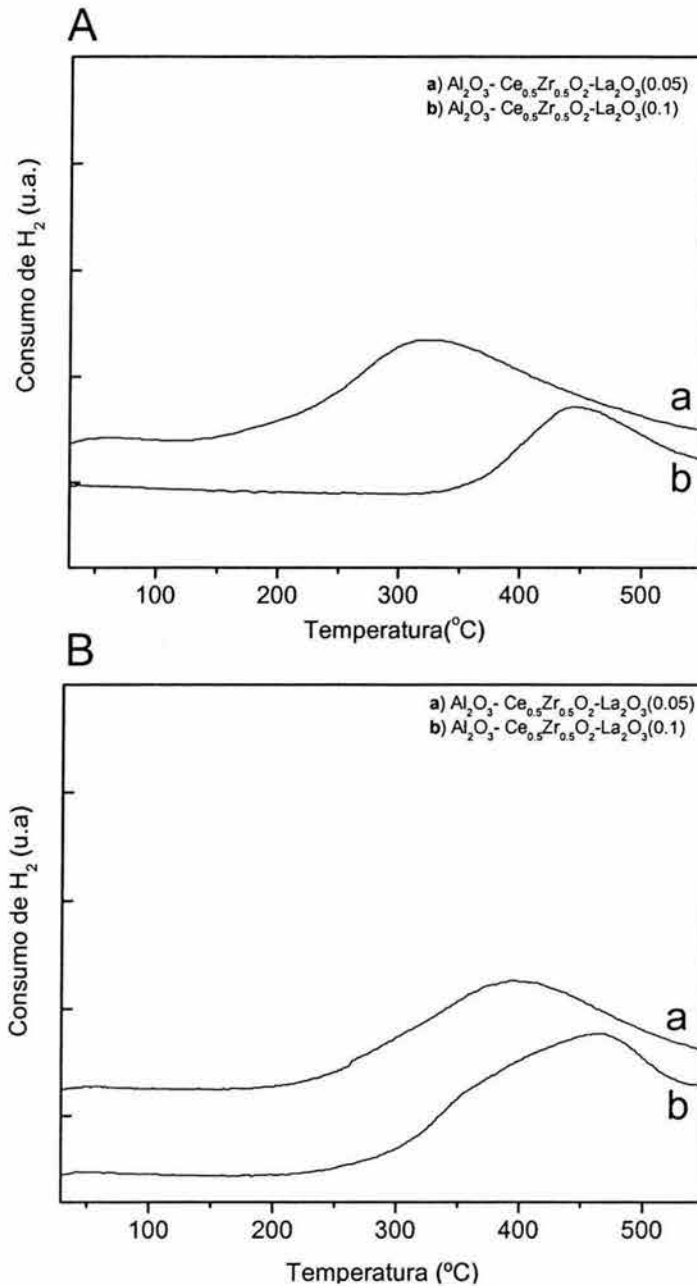 A
a) Al₂O₃- Ce₀.₅Zr₀.₅O₂-La₂O₃(0.05)
b) Al₂O₃- Ce₀.₅Zr₀.₅O₂-La₂O₃(0.1)
Consumo de H₂ (u.a.)
a
b
100 200 300 400 500
Temperatura(°C)
B
a) Al₂O₃- Ce₀.₅Zr₀.₅O₂-La₂O₃(0.05)
b) Al₂O₃- Ce₀.₅Zr₀.₅O₂-La₂O₃(0.1)
Consumo de H₂ (u.a)
a
b
100 200 300 400 500
Temperatura (ºC)